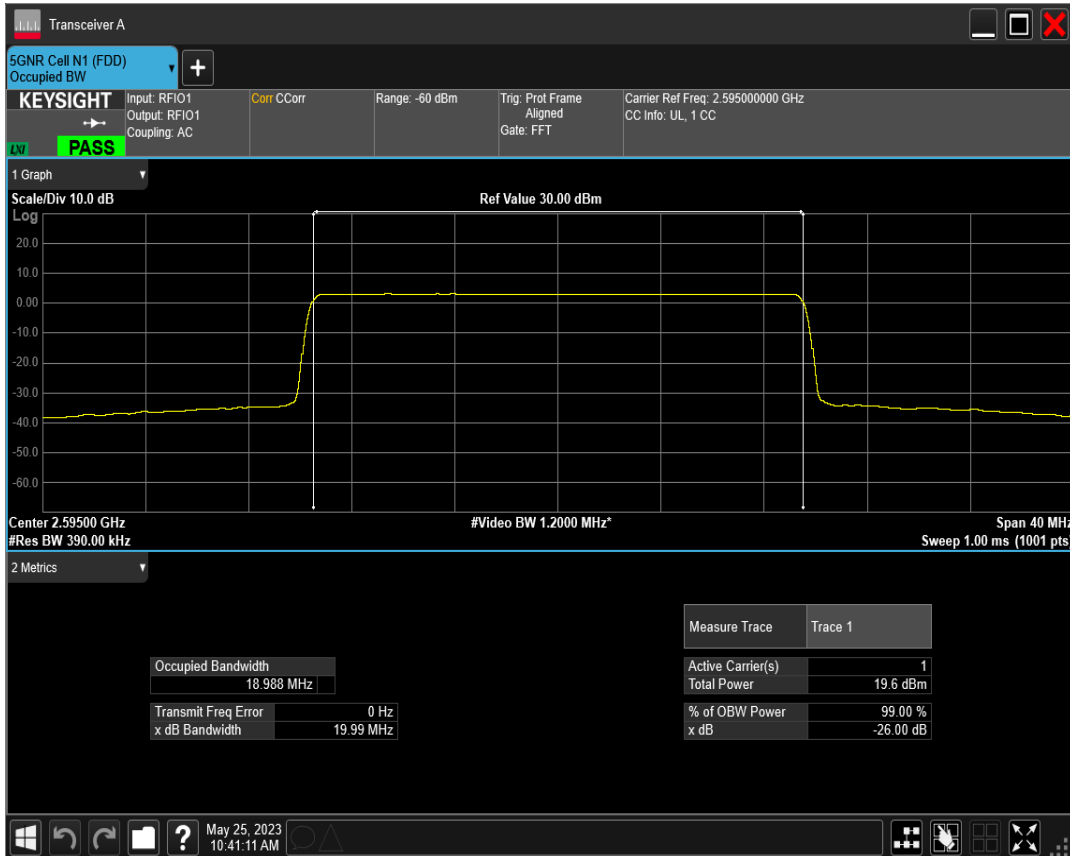 Transceiver A
5GNR Cell N1 (FDD)
Occupied BW
KEYSIGHT
LXI
PASS
Input: RFIO1
Output: RFIO1
Coupling: AC
Corr CCorr
Range: -60 dBm
Trig: Prot Frame
Aligned
Gate: FFT
Carrier Ref Freq: 2.595000000 GHz
CC Info: UL, 1 CC
1 Graph
Scale/Div 10.0 dB
Ref Value 30.00 dBm
Log
20.0
10.0
0.00
-10.0
-20.0
-30.0
-40.0
-50.0
-60.0
Center 2.59500 GHz
#Video BW 1.2000 MHz*
Span 40 MHz
#Res BW 390.00 kHz
Sweep 1.00 ms (1001 pts)
2 Metrics
Measure Trace Trace 1
Occupied Bandwidth
18.988 MHz
Active Carrier(s) 1
Total Power 19.6 dBm
Transmit Freq Error 0 Hz
x dB Bandwidth 19.99 MHz
% of OBW Power 99.00 %
x dB -26.00 dB
?
May 25, 2023
10:41:11 AM